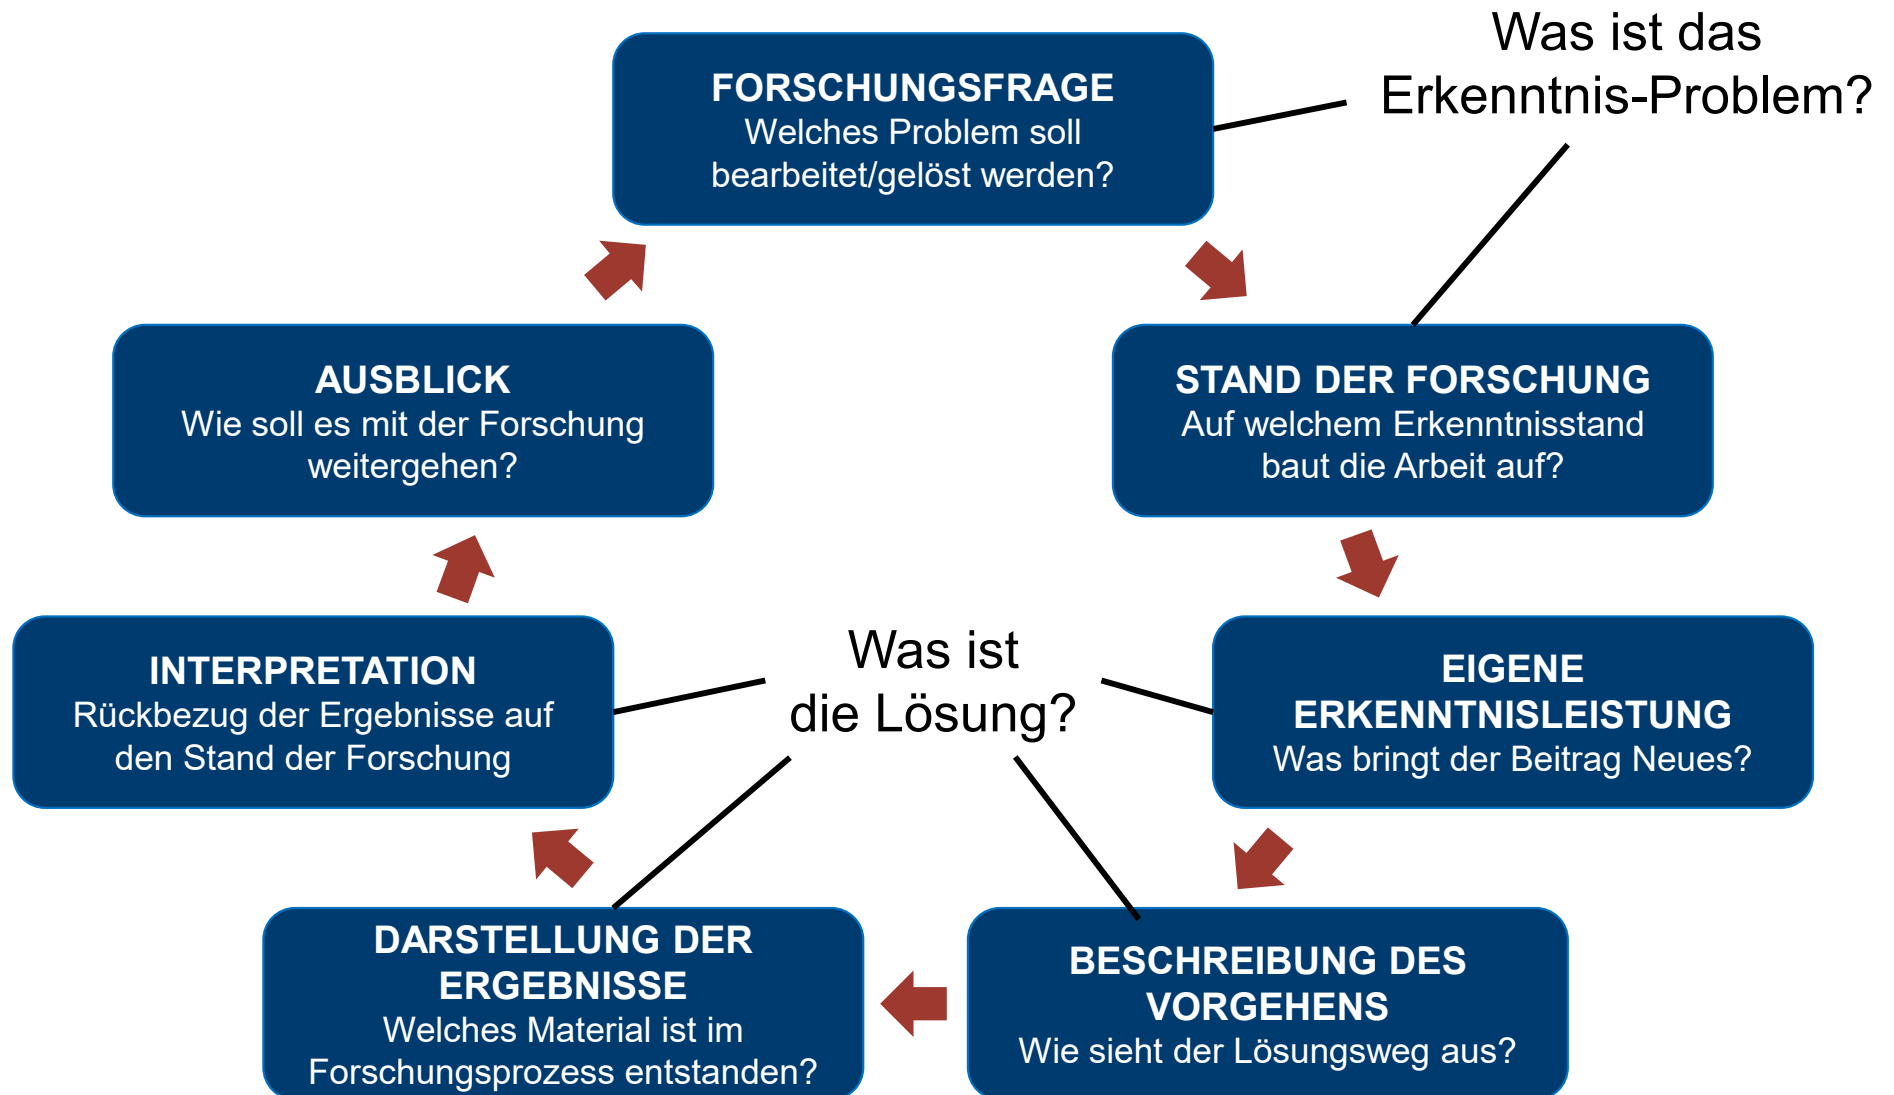 Was ist das
Erkenntnis-Problem?
FORSCHUNGSFRAGE
Welches Problem soll
bearbeitet/gelöst werden?
STAND DER FORSCHUNG
Auf welchem Erkenntnisstand
baut die Arbeit auf?
EIGENE
ERKENNTNISLEISTUNG
Was bringt der Beitrag Neues?
BESCHREIBUNG DES
VORGEHENS
Wie sieht der Lösungsweg aus?
DARSTELLUNG DER
ERGEBNISSE
Welches Material ist im
Forschungsprozess entstanden?
INTERPRETATION
Rückbezug der Ergebnisse auf
den Stand der Forschung
AUSBLICK
Wie soll es mit der Forschung
weitergehen?
Was ist
die Lösung?